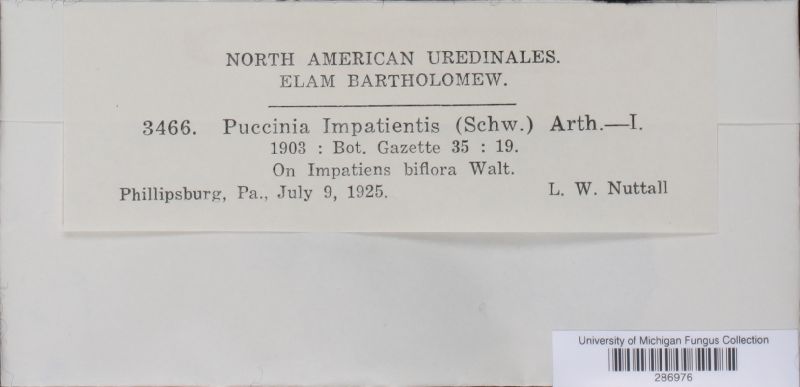 NORTH AMERICAN UREDINALES.
ELAM BARTHOLOMEW.
3466. Puccinia Impatientis (Schw.) Arth.—I.
1903 : Bot. Gazette 35 : 19.
On Impatiens biflora Walt.
Phillipsburg, Pa., July 9, 1925. L. W. Nuttall
University of Michigan Fungus Collection
286976